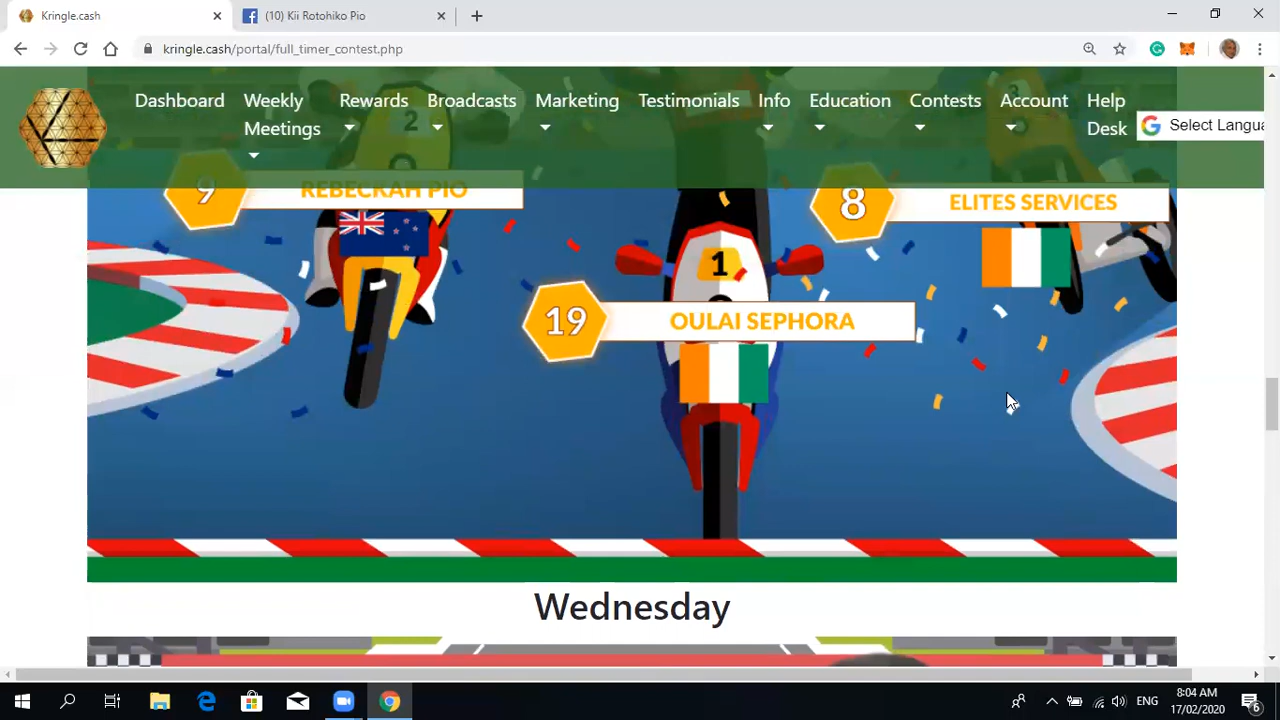 Kringle.cash
(10) Kii Rotohiko Pio
kringle.cash/portal/full_timer_contest.php
Dashboard
Weekly Meetings
Rewards
Broadcasts
Marketing
Testimonials
Info
Education
Contests
Account
Help Desk
Select Langua
2
3
9
REBECKAH PIO
8
ELITES SERVICES
1
19
OULAI SEPHORA
Wednesday
ENG
8:04 AM
17/02/2020
6